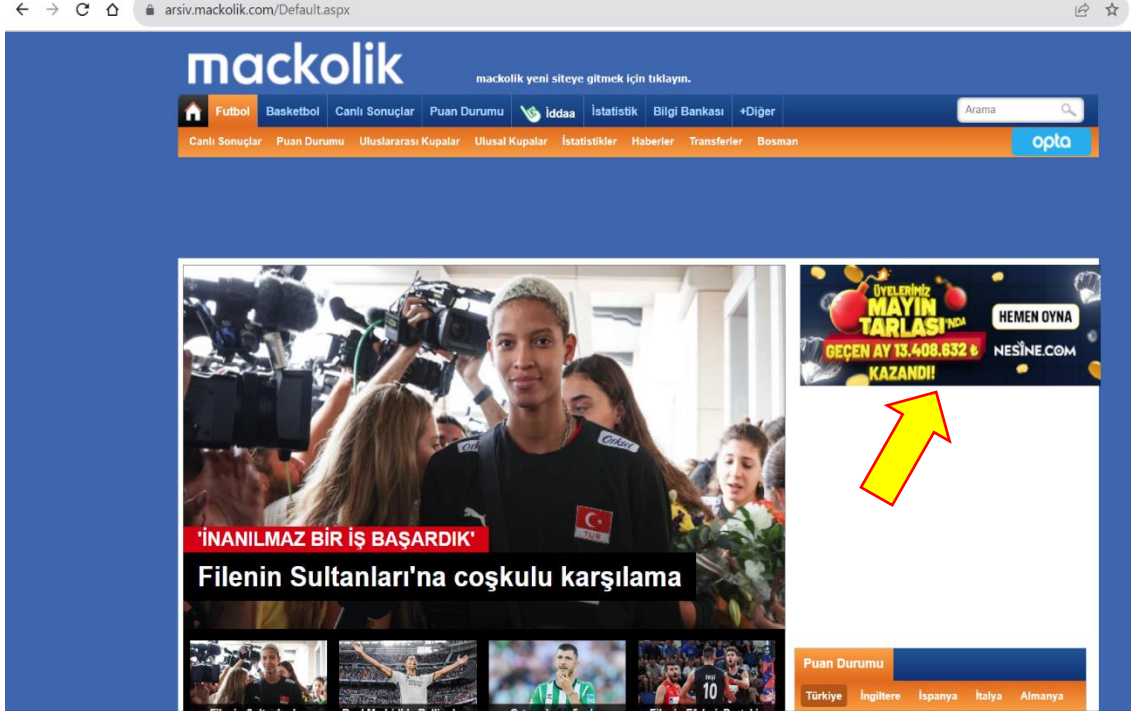 arsiv.mackolik.com/Default.aspx
mackolik
mackolik yeni siteye gitmek için tıklayın.
Futbol Basketbol Canlı Sonuçlar Puan Durumu İddaa İstatistik Bilgi Bankası +Diğer
Arama
Canlı Sonuçlar Puan Durumu Uluslararası Kupalar Ulusal Kupalar İstatistikler Haberler Transferler Bosman
opta
ÜYELERİMİZ
MAYIN
TARLASI'NDA
GEÇEN AY 13.408.632 ₺
KAZANDI!
HEMEN OYNA
NESİNE.COM
TUR
'İNANILMAZ BİR İŞ BAŞARDIK'
Filenin Sultanları'na coşkulu karşılama
10
Puan Durumu
Türkiye İngiltere İspanya İtalya Almanya